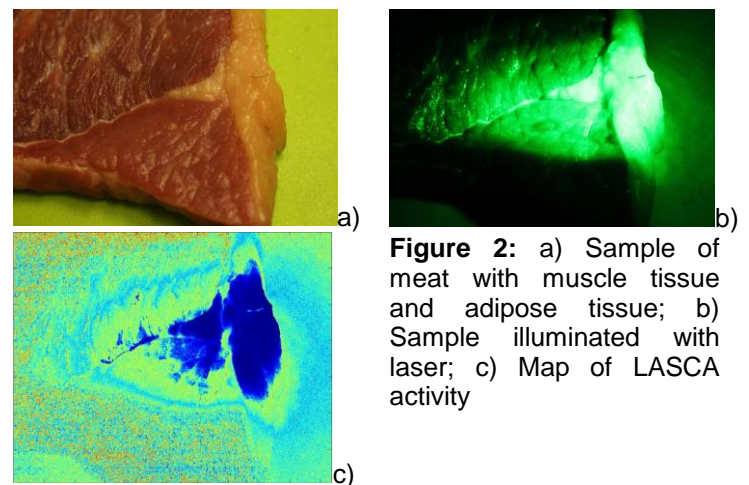 a)
b)
Figure 2: a) Sample of
meat with muscle tissue
and adipose tissue; b)
Sample illuminated with
laser; c) Map of LASCA
activity
c)